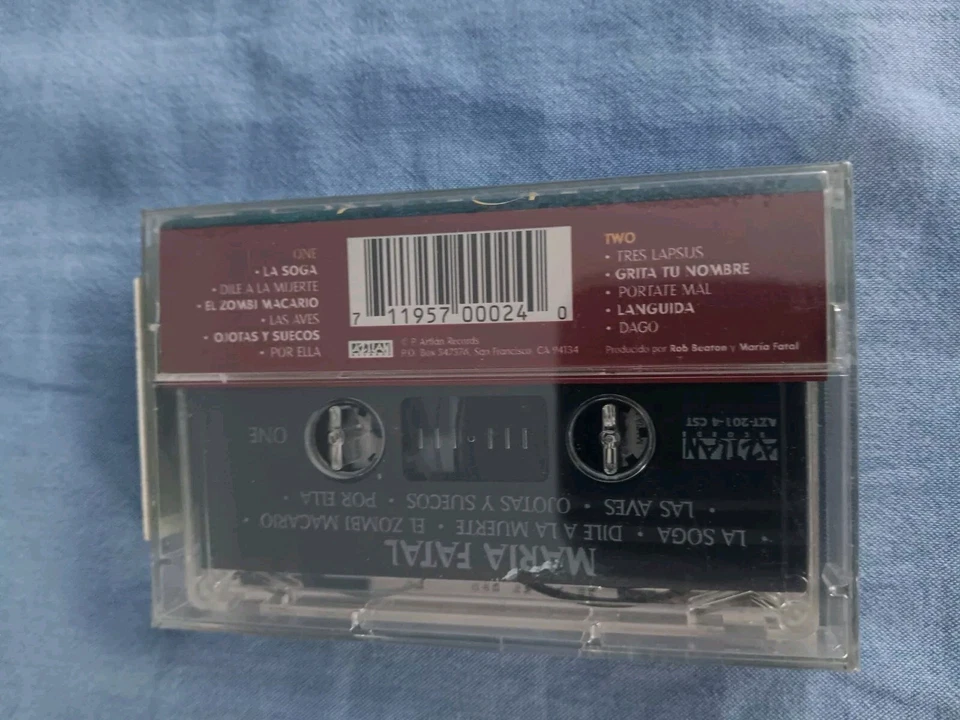 ONE
• LA SOGA
• DILE A LA MUERTE
• EL ZOMBI MACARIO
• LAS AVES
• OJOTAS Y SUECOS
• POR ELLA
7 11957 00024 0
AZTLAN
© P Aztlán Records
P.O. Box San Francisco CA 94134
TWO
• TRES LAPSUS
• GRITA TU NOMBRE
• PORTATE MAL
• LANGUIDA
• DAGO
Producido por Rob Beaton y María Fatal
MARIA FATAL
• LA SOGA • DILE A LA MUERTE • EL ZOMBI MACARIO •
• LAS AVES • OJOTAS Y SUECOS • POR ELLA •
AZTLAN
RECORDS
AZT-201-4 CST
ONE